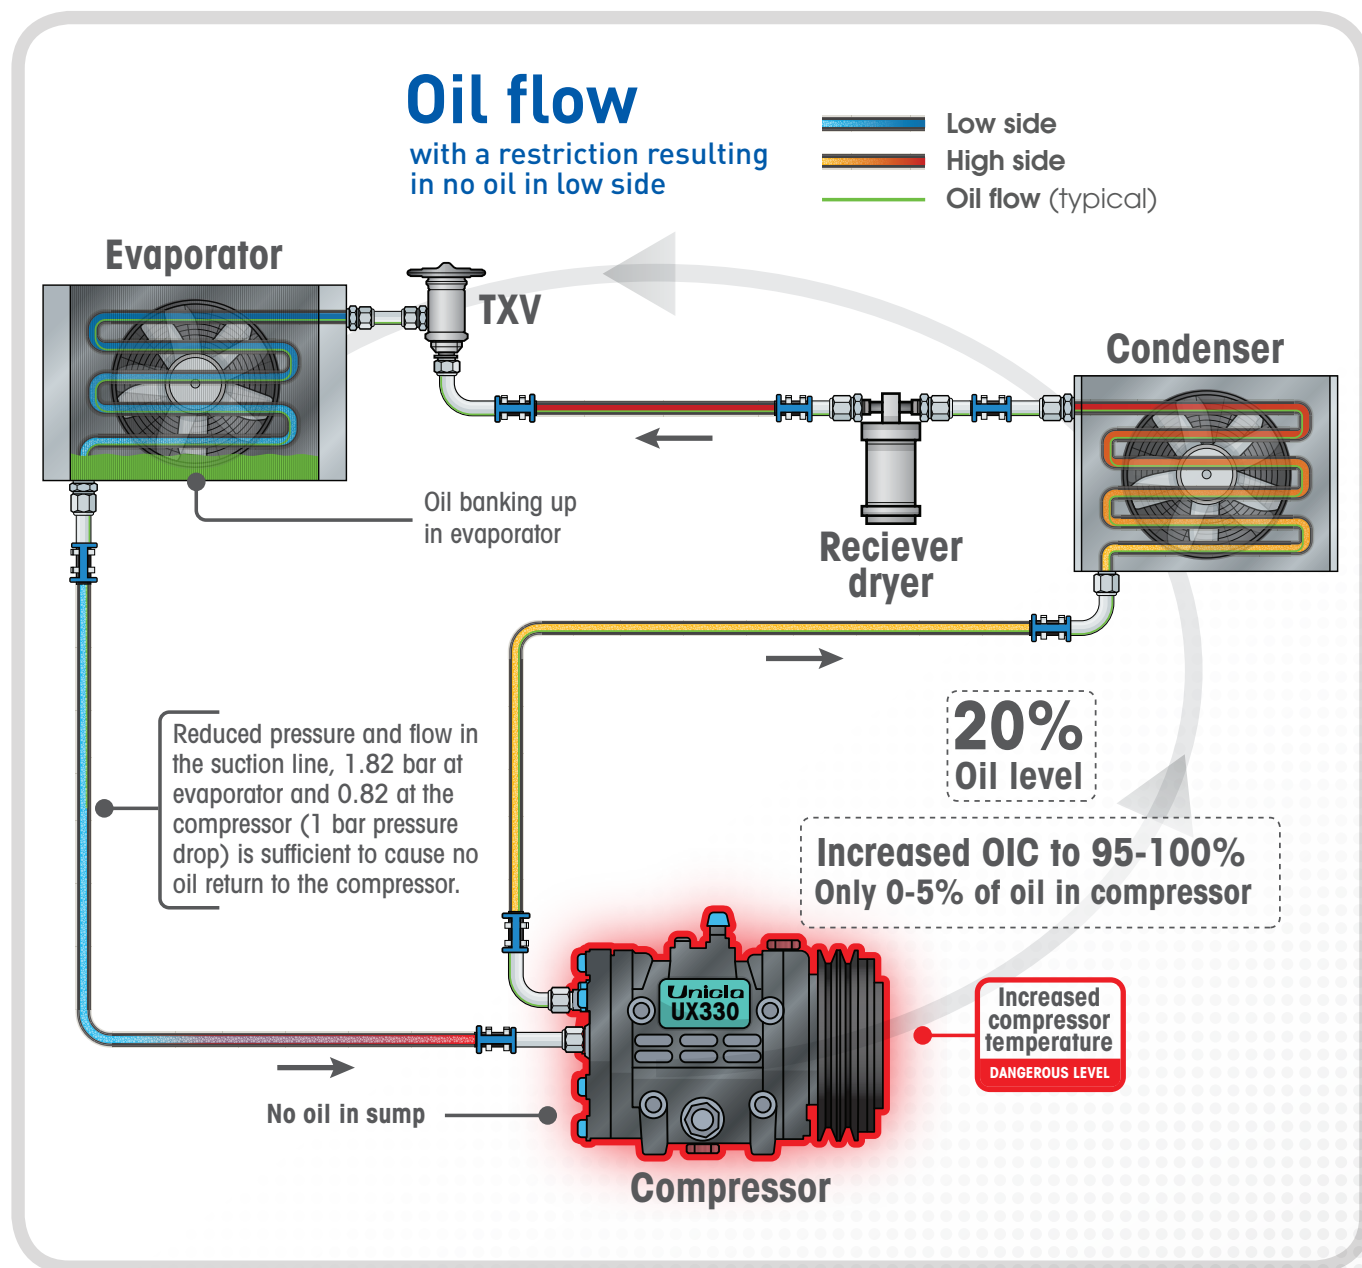 Oil flow
with a restriction resulting
in no oil in low side
Low side
High side
Oil flow (typical)
Evaporator
TXV
Condenser
Oil banking up
in evaporator
Reciever
dryer
Reduced pressure and flow in
the suction line, 1.82 bar at
evaporator and 0.82 at the
compressor (1 bar pressure
drop) is sufficient to cause no
oil return to the compressor.
20%
Oil level
Increased OIC to 95-100%
Only 0-5% of oil in compressor
Unicla
UX330
Increased
compressor
temperature
DANGEROUS LEVEL
No oil in sump
Compressor